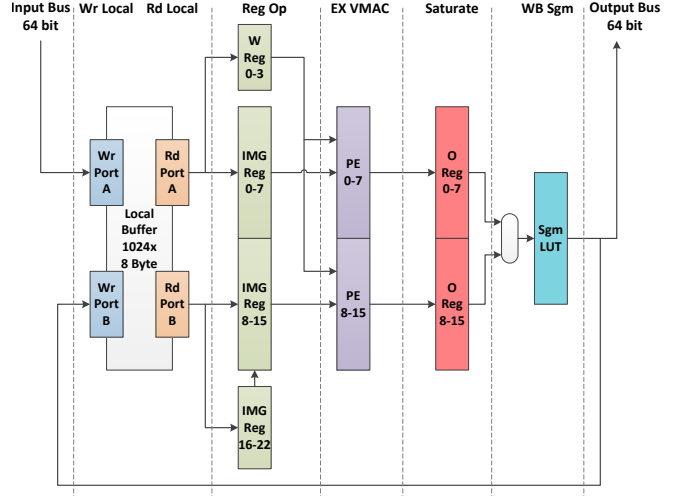 Input Bus
64 bit
Wr Local
Rd Local
Reg Op
EX VMAC
Saturate
WB Sgm
Output Bus
64 bit
W
Reg
0-3
Wr
Port
A
Rd
Port
A
IMG
Reg
0-7
PE
0-7
O
Reg
0-7
Local
Buffer
1024x
8 Byte
Sgm
LUT
Wr
Port
B
Rd
Port
B
IMG
Reg
8-15
PE
8-15
O
Reg
8-15
IMG
Reg
16-22